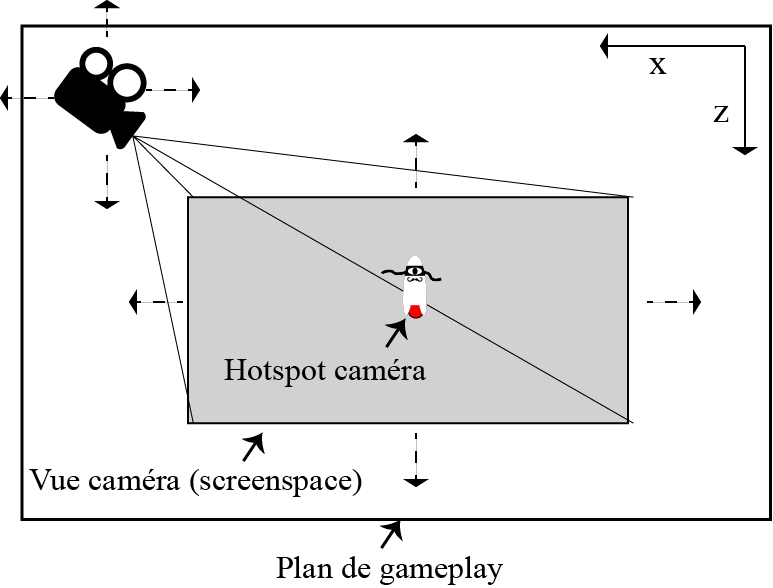 x
z
Hotspot caméra
Vue caméra (screenspace)
Plan de gameplay